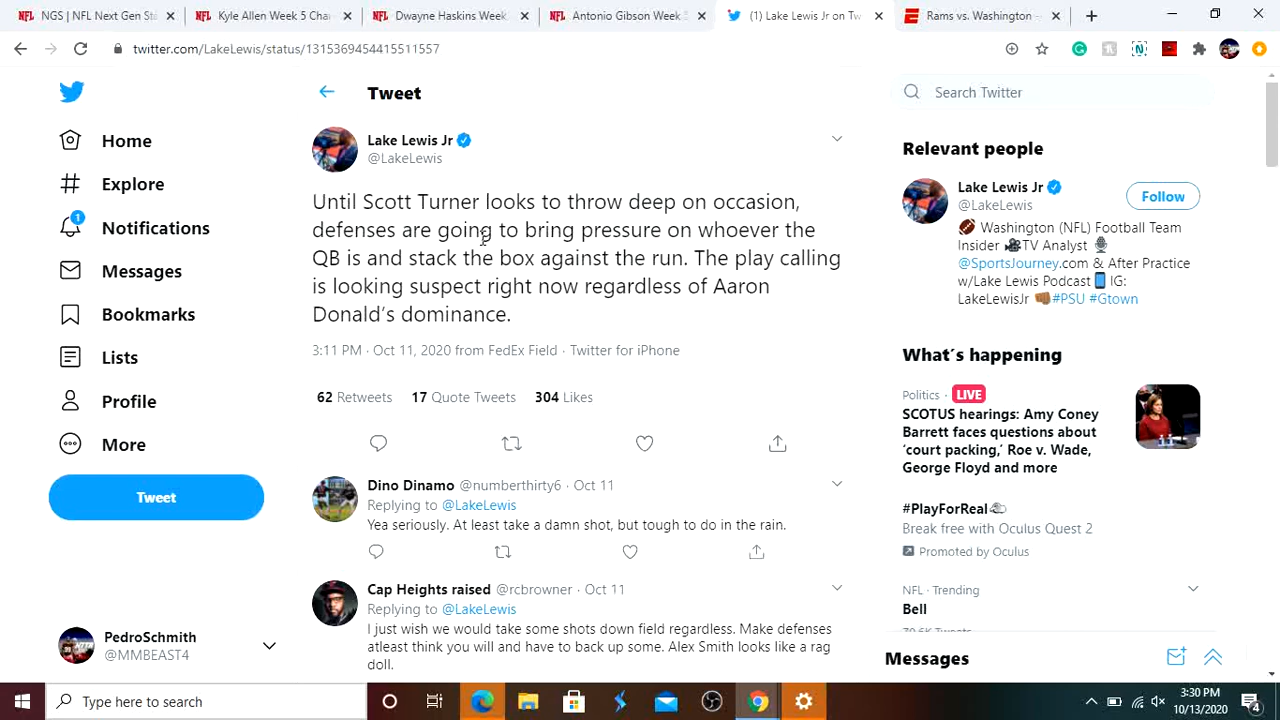 NGS | NFL Next Gen Sta
Kyle Allen Week 5 Cha
Dwayne Haskins Week
Antonio Gibson Week 5
(1) Lake Lewis Jr on Tw
Rams vs. Washington -
twitter.com/LakeLewis/status/1315369454415511557
Tweet
Search Twitter
Home
Explore
1
Notifications
Messages
Bookmarks
Lists
Profile
More
Tweet
PedroSchmith
@MMBEAST4
Lake Lewis Jr
@LakeLewis
Until Scott Turner looks to throw deep on occasion,
defenses are going to bring pressure on whoever the
QB is and stack the box against the run. The play calling
is looking suspect right now regardless of Aaron
Donald's dominance.
3:11 PM · Oct 11, 2020 from FedEx Field · Twitter for iPhone
62 Retweets 17 Quote Tweets 304 Likes
Dino Dinamo @numberthirty6 · Oct 11
Replying to @LakeLewis
Yea seriously. At least take a damn shot, but tough to do in the rain.
Cap Heights raised @rcbrowner · Oct 11
Replying to @LakeLewis
I just wish we would take some shots down field regardless. Make defenses
atleast think you will and have to back up some. Alex Smith looks like a rag
doll.
Relevant people
Lake Lewis Jr
@LakeLewis
Follow
🏈 Washington (NFL) Football Team
Insider 🎥TV Analyst 🎙
@SportsJourney.com & After Practice
w/Lake Lewis Podcast📱IG:
LakeLewisJr ✊🏾#PSU #Gtown
What's happening
Politics · LIVE
SCOTUS hearings: Amy Coney
Barrett faces questions about
'court packing,' Roe v. Wade,
George Floyd and more
#PlayForReal
Break free with Oculus Quest 2
Promoted by Oculus
NFL · Trending
Bell
Messages
Type here to search
3:30 PM
10/13/2020
4